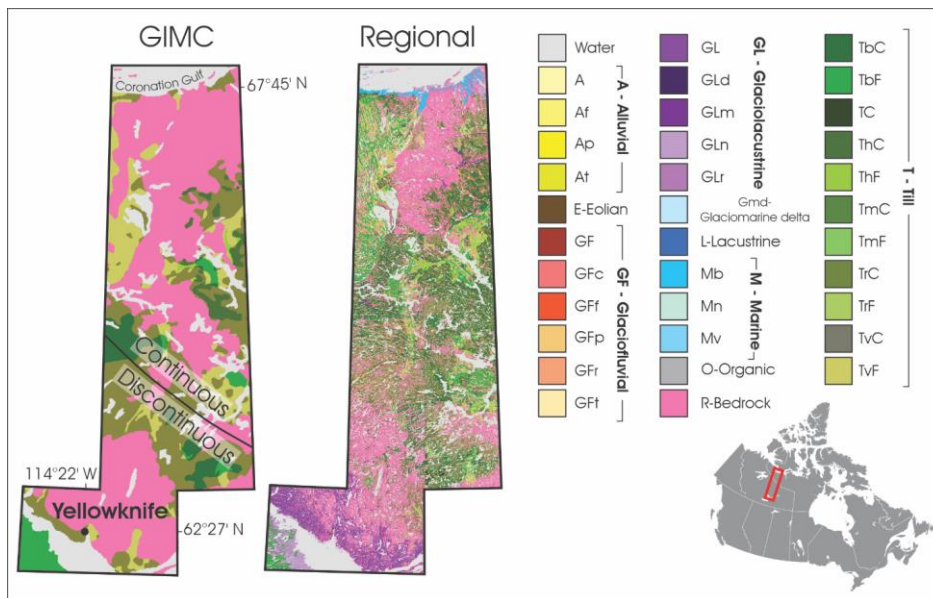 GIMC
Regional
Coronation Gulf
67°45' N
Continuous
Discontinuous
114°22' W
Yellowknife
62°27' N
Water
A
Af
Ap
At
E-Eolian
GF
GFc
GFf
GFp
GFr
GFt
A - Alluvial
GF - Glaciofluvial
GL
GLd
GLm
GLn
GLr
Gmd-
Glaciomarine delta
L-Lacustrine
Mb
Mn
Mv
O-Organic
R-Bedrock
GL - Glaciolacustrine
M - Marine
TbC
TbF
TC
ThC
ThF
TmC
TmF
TrC
TrF
TvC
TvF
T - Till